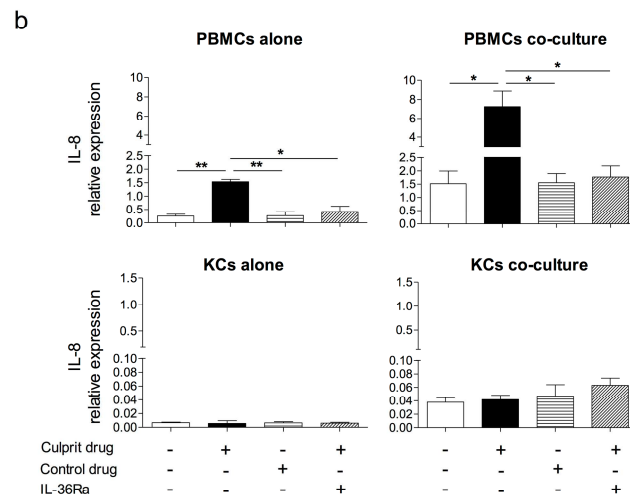 b
PBMCs alone
PBMCs co-culture
IL-8
relative expression
10
8
6
4
2.5
2.0
1.5
1.0
0.5
0.0
** ** *
10
8
6
4
2.5
2.0
1.5
1.0
0.5
0.0
* * *
KCs alone
KCs co-culture
IL-8
relative expression
1.5
1.0
0.5
0.10
0.08
0.06
0.04
0.02
0.00
1.5
1.0
0.5
0.10
0.08
0.06
0.04
0.02
0.00
Culprit drug - + - + - + - +
Control drug - - + - - - + -
IL-36Ra - - - + - - - +